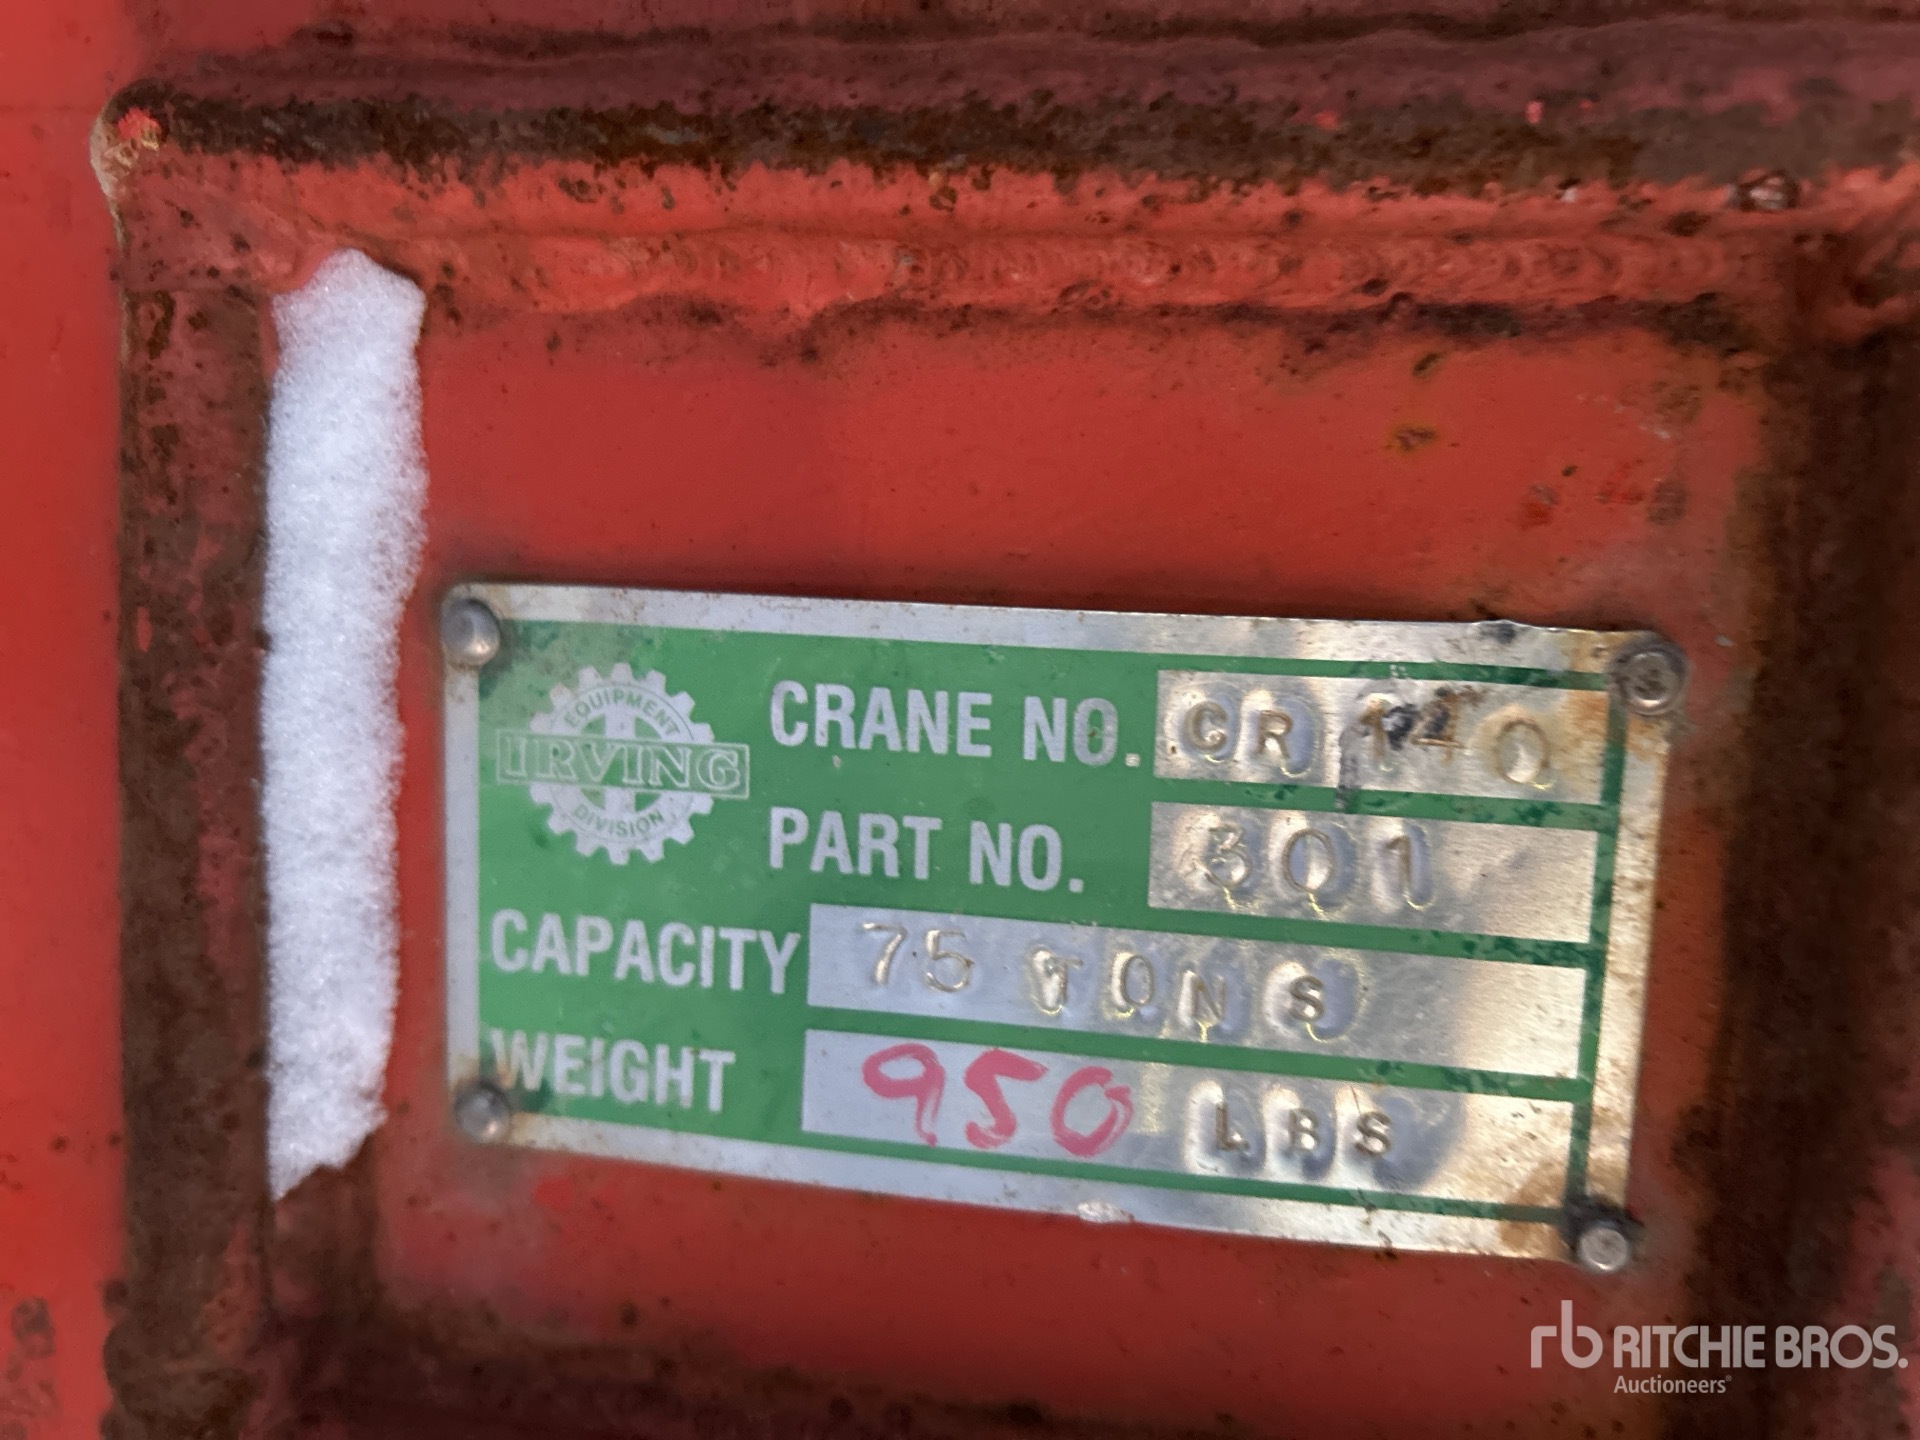 EQUIPMENT
IRVING
DIVISION
CRANE NO. CR 140
PART NO. 301
CAPACITY 75 TONS
WEIGHT 950 LBS
rb RITCHIE BROS.
Auctioneers®